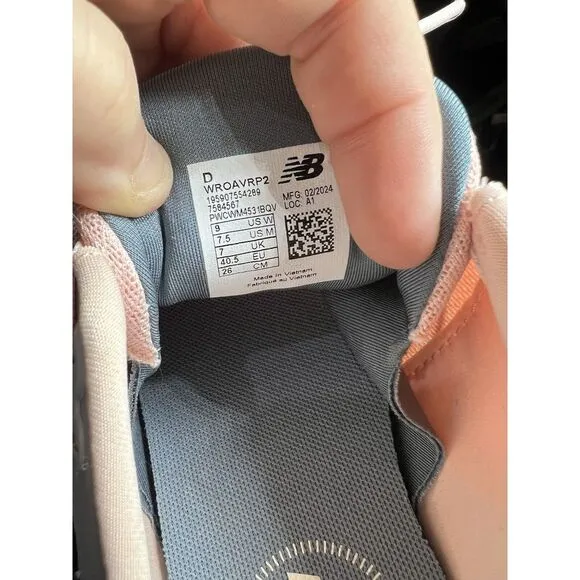 D
WROAVRP2
195907554289
7584567
PWCWM4531BQV
NB
MFG: 02/2024
LOC: A1
9 US W
7.5 US M
7 UK
40.5 EU
26 CM
Made in Vietnam
Fabriqué au Vietnam